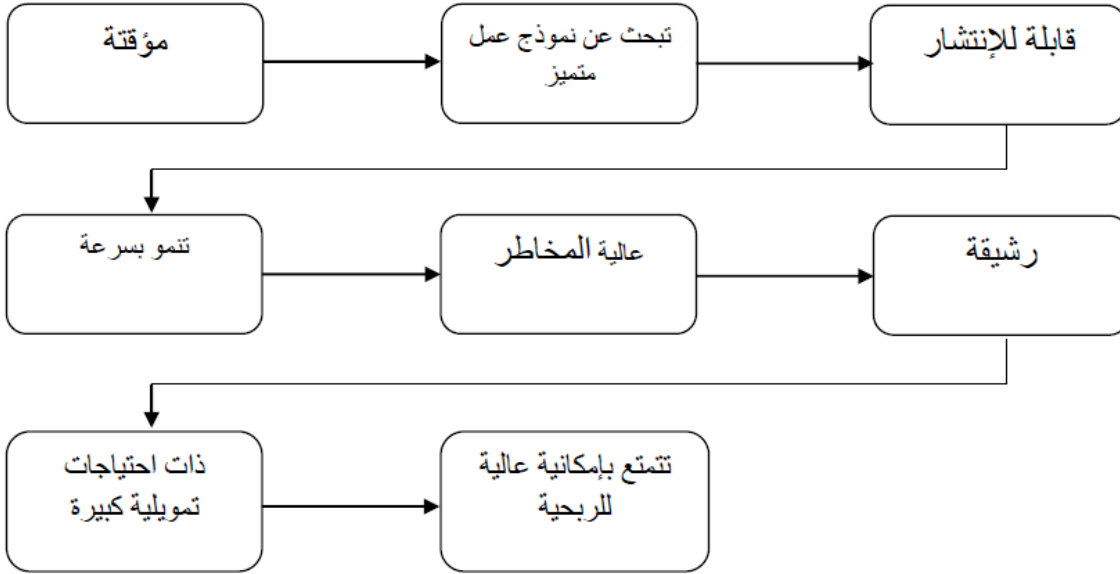 مؤقتة
تبحث عن نموذج عمل
متميز
قابلة للإنتشار
تنمو بسرعة
عالية المخاطر
رشيقة
ذات احتياجات
تمويلية كبيرة
تتمتع بإمكانية عالية
للربحية